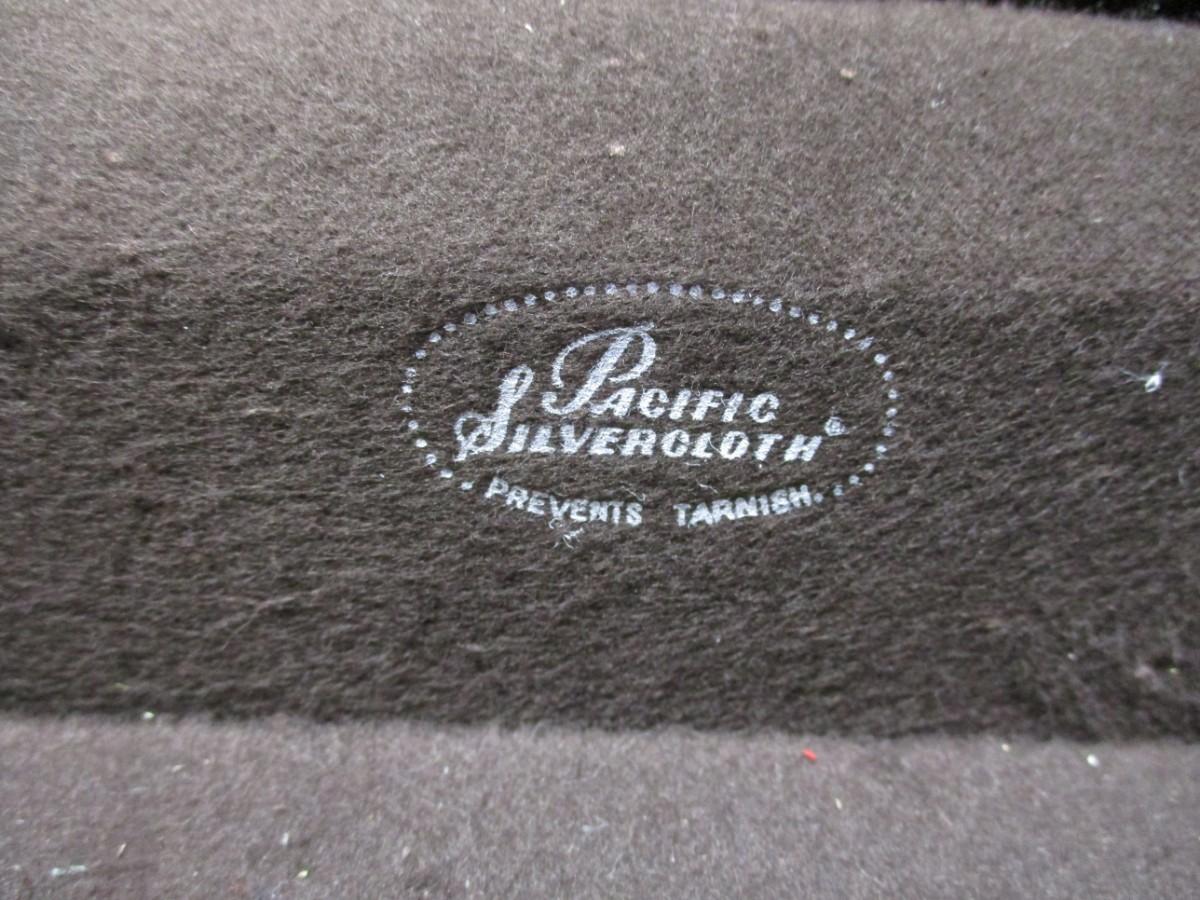 Pacific
Silvercloth®
PREVENTS TARNISH.